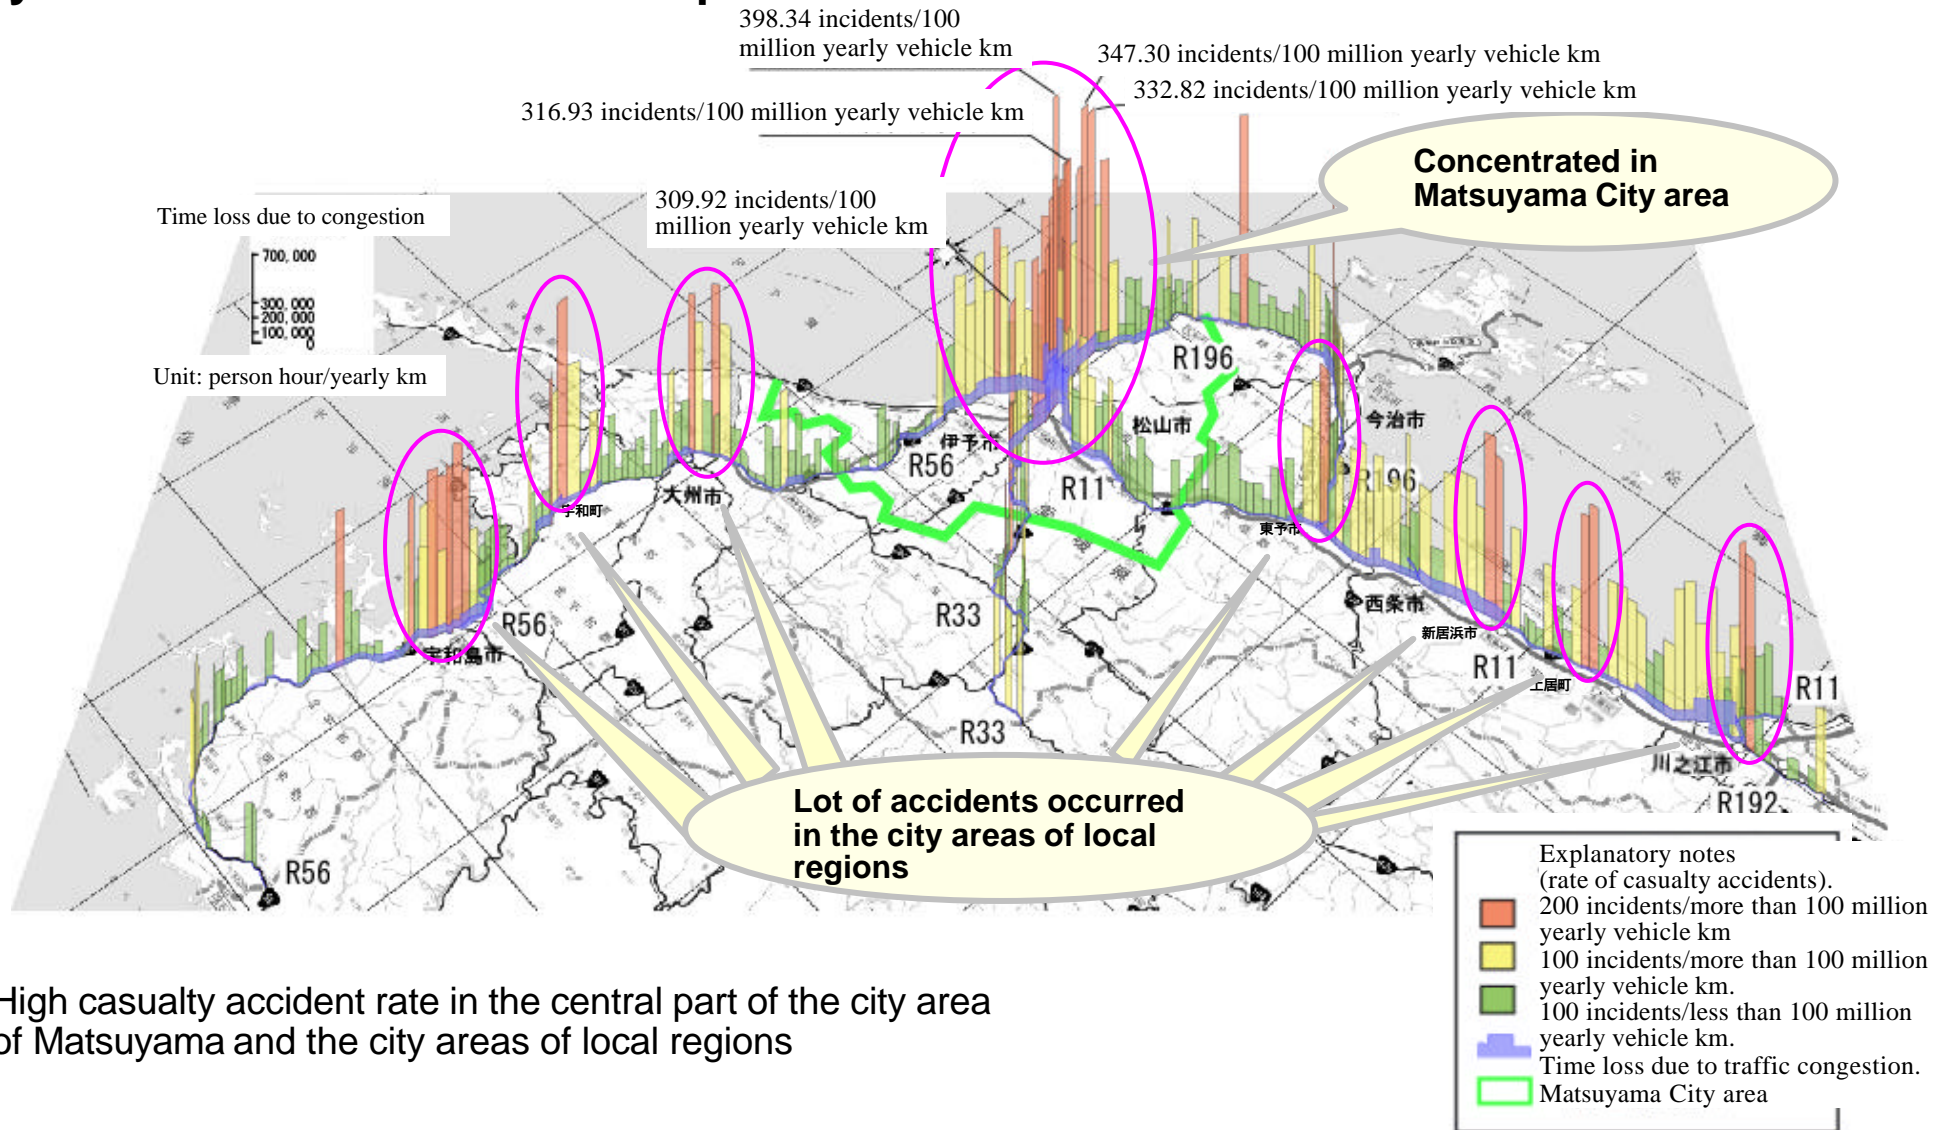 398.34 incidents/100
million yearly vehicle km
347.30 incidents/100 million yearly vehicle km
332.82 incidents/100 million yearly vehicle km
316.93 incidents/100 million yearly vehicle km
Concentrated in
Matsuyama City area
309.92 incidents/100
million yearly vehicle km
Time loss due to congestion
700,000
300,000
200,000
100,000
0
Unit: person hour/yearly km
R196
松山市
今治市
伊予市
R56
R11
R196
大州市
宇和町
東予市
R33
西条市
新居浜市
R56
宇和島市
R11
土居町
R11
R33
川之江市
R192
Lot of accidents occurred
in the city areas of local
regions
R56
Explanatory notes
(rate of casualty accidents).
200 incidents/more than 100 million
yearly vehicle km
100 incidents/more than 100 million
yearly vehicle km.
100 incidents/less than 100 million
yearly vehicle km.
Time loss due to traffic congestion.
Matsuyama City area
High casualty accident rate in the central part of the city area
of Matsuyama and the city areas of local regions